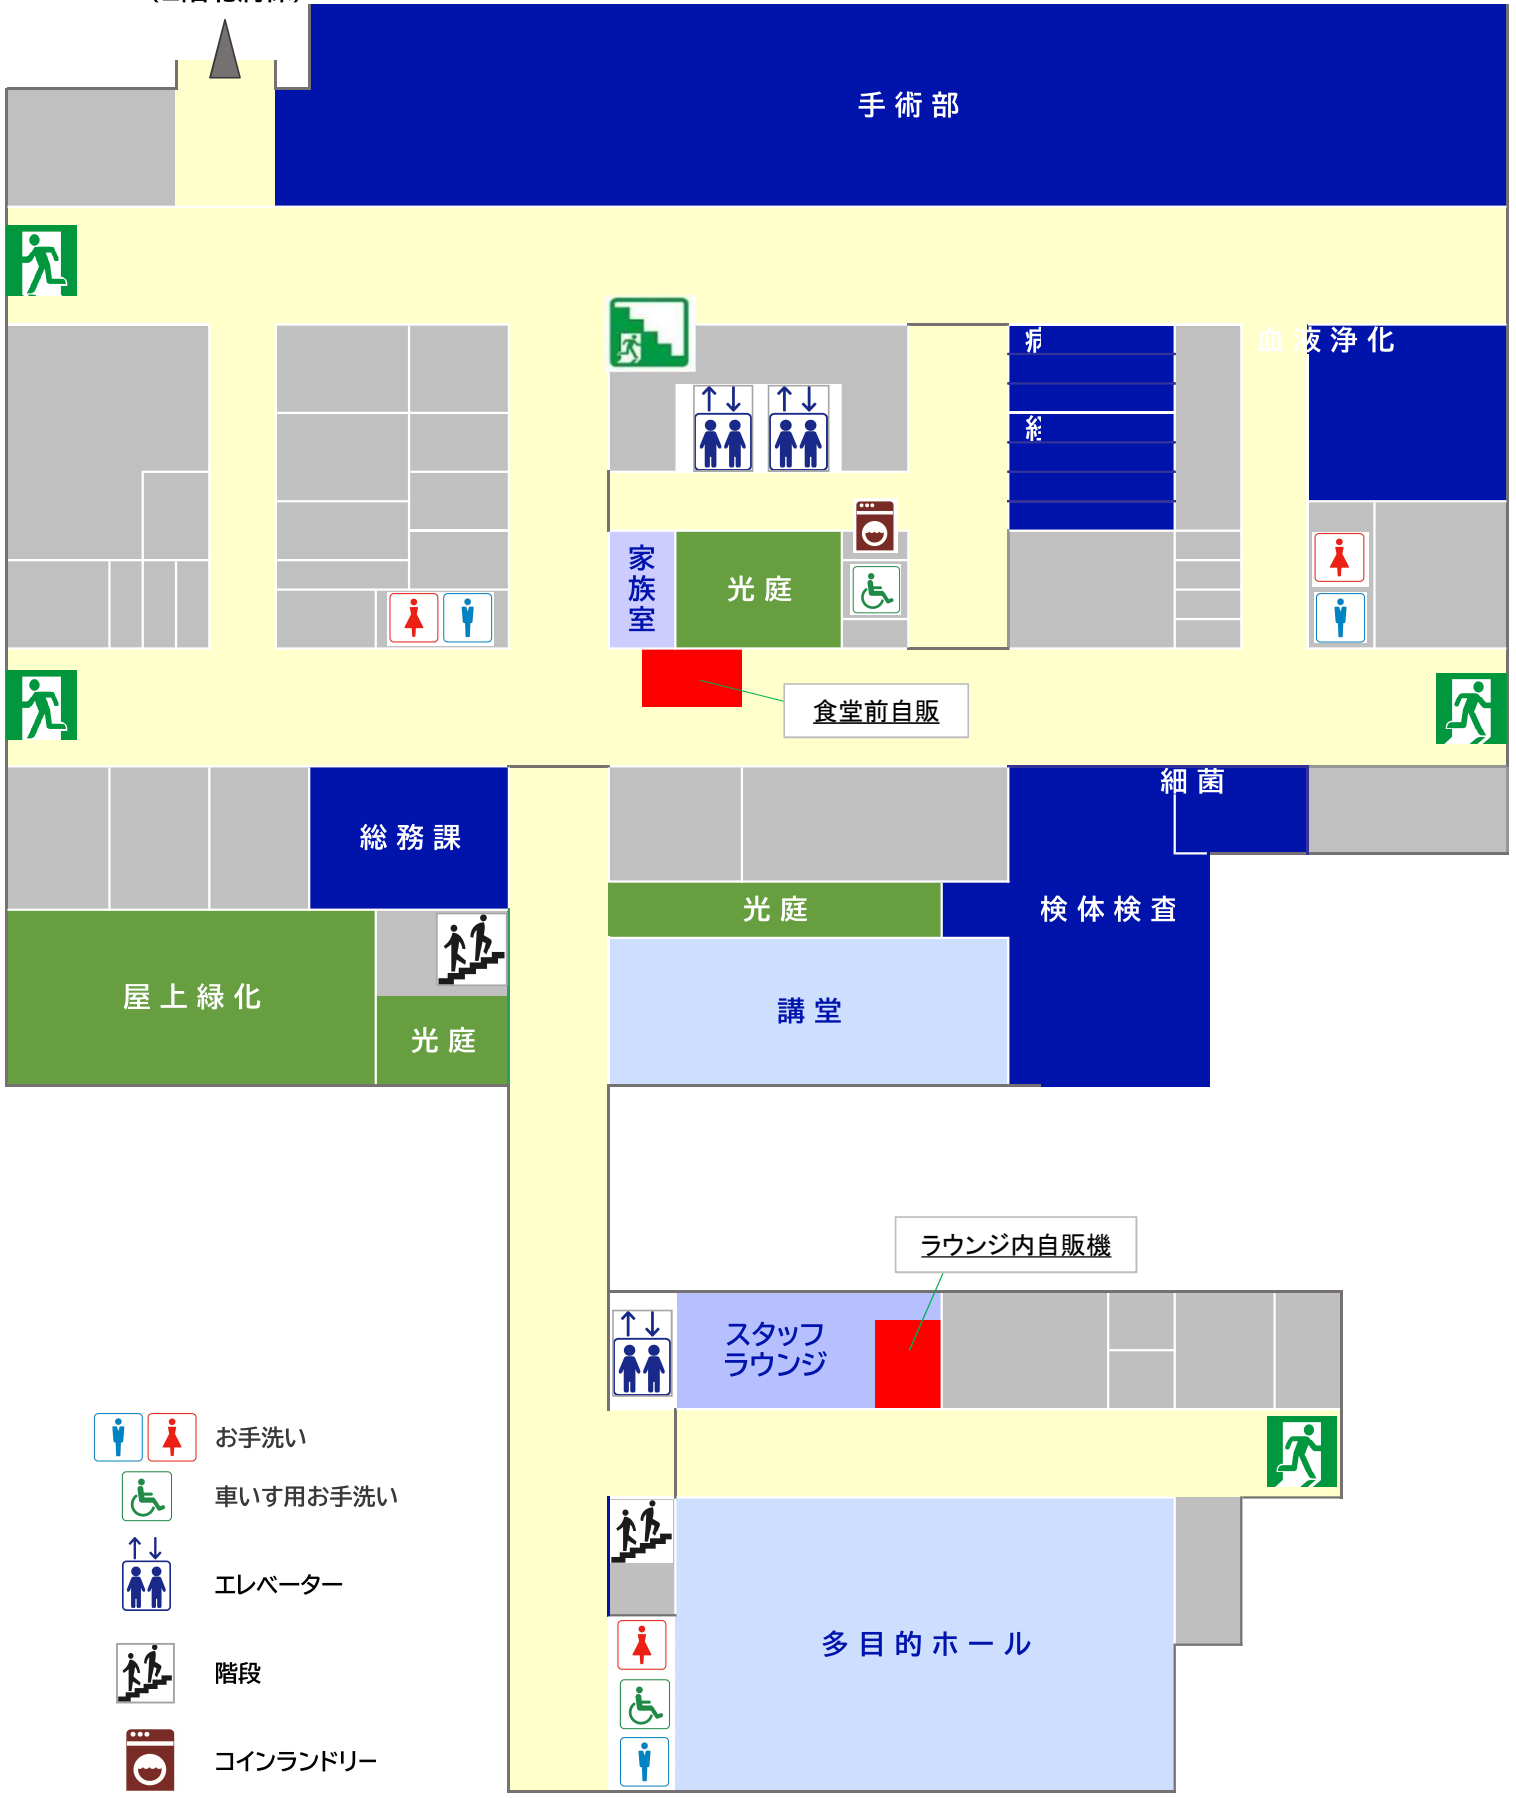 手術部
血液浄化
家族室
光庭
食堂前自販
細菌
総務課
光庭
検体検査
屋上緑化
光庭
講堂
ラウンジ内自販機
スタッフ
ラウンジ
お手洗い
車いす用お手洗い
エレベーター
多目的ホール
階段
コインランドリー